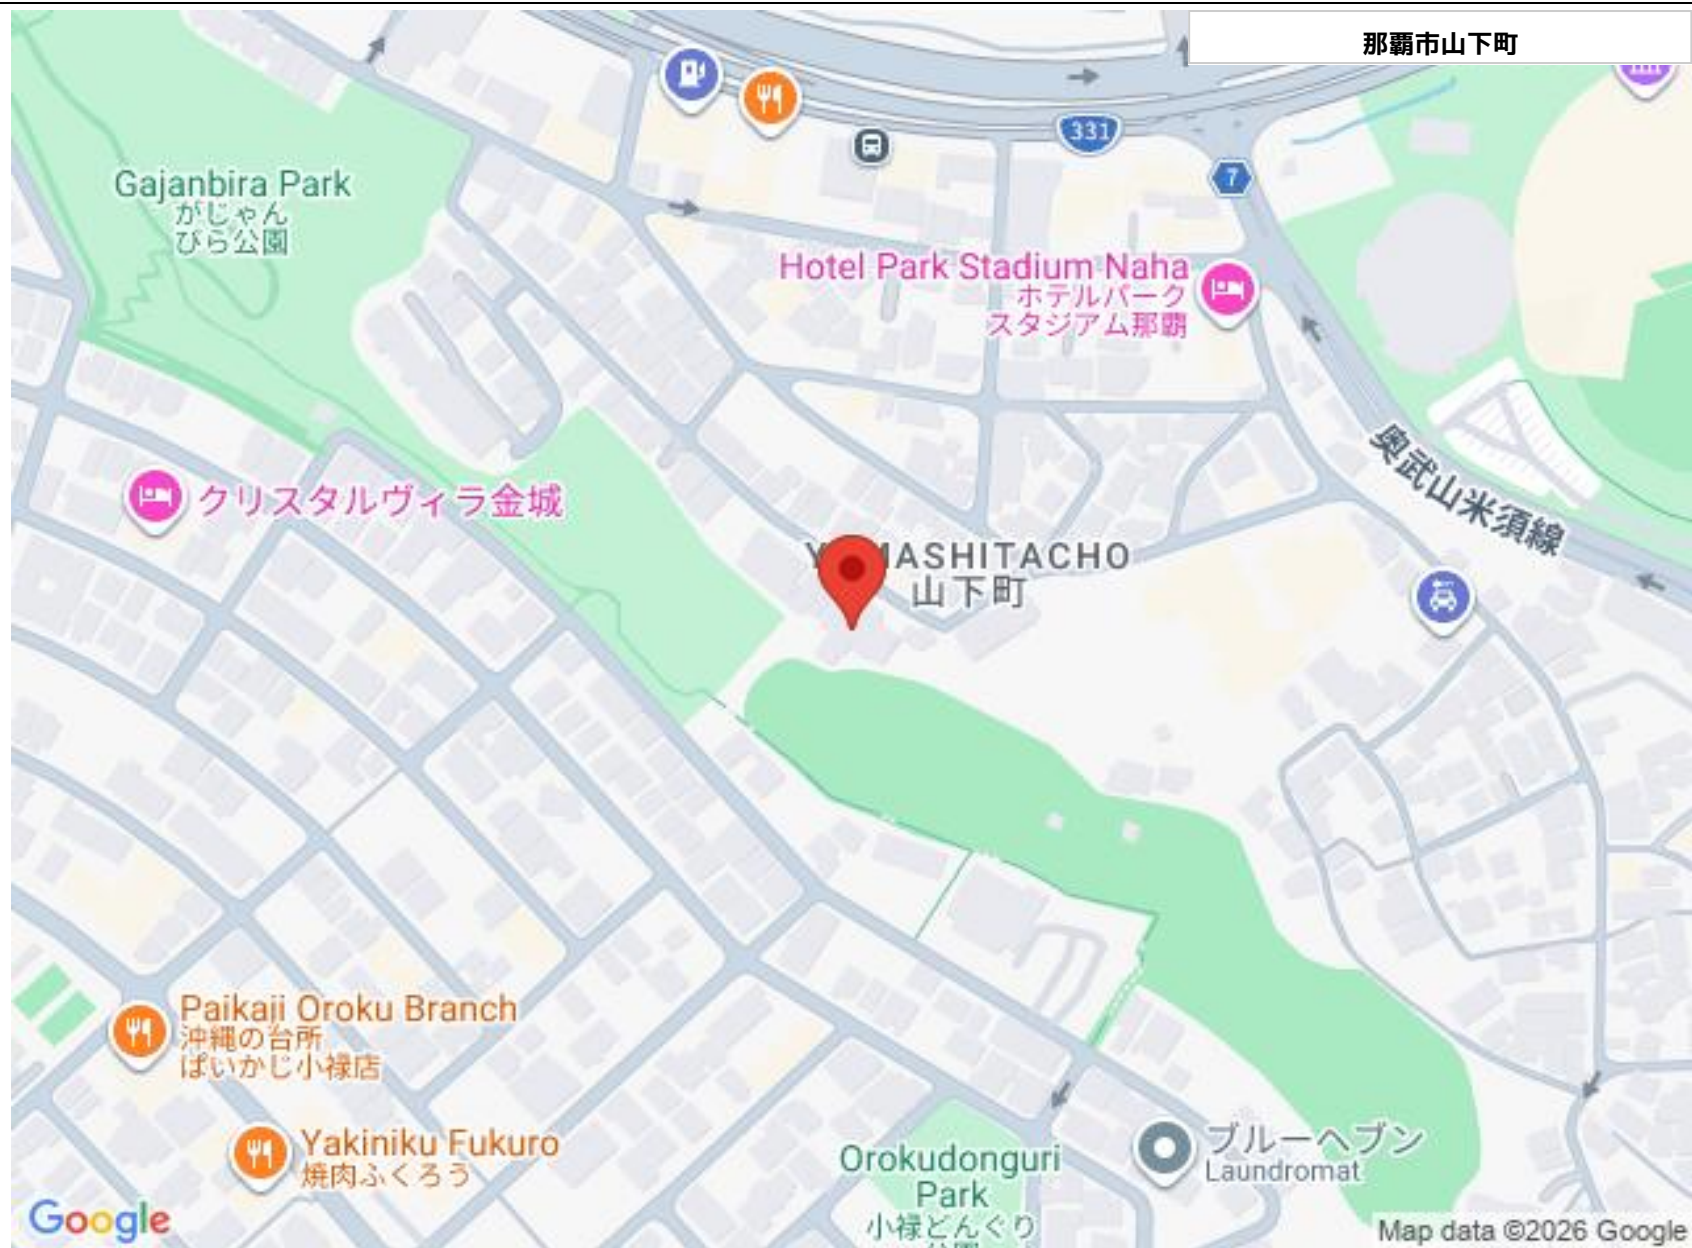 那覇市山下町
331
7
Gajanbira Park
がじゃん
びら公園
Hotel Park Stadium Naha
ホテルパーク
スタジアム那覇
奥武山米須線
クリスタルヴィラ金城
YAMASHITACHO
山下町
Paikaji Oroku Branch
沖縄の台所
ぱいかじ小禄店
Yakiniku Fukuro
焼肉ふくろう
Orokudonguri
Park
小禄どんぐり
ブルーヘブン
Laundromat
Google
Map data ©2026 Google